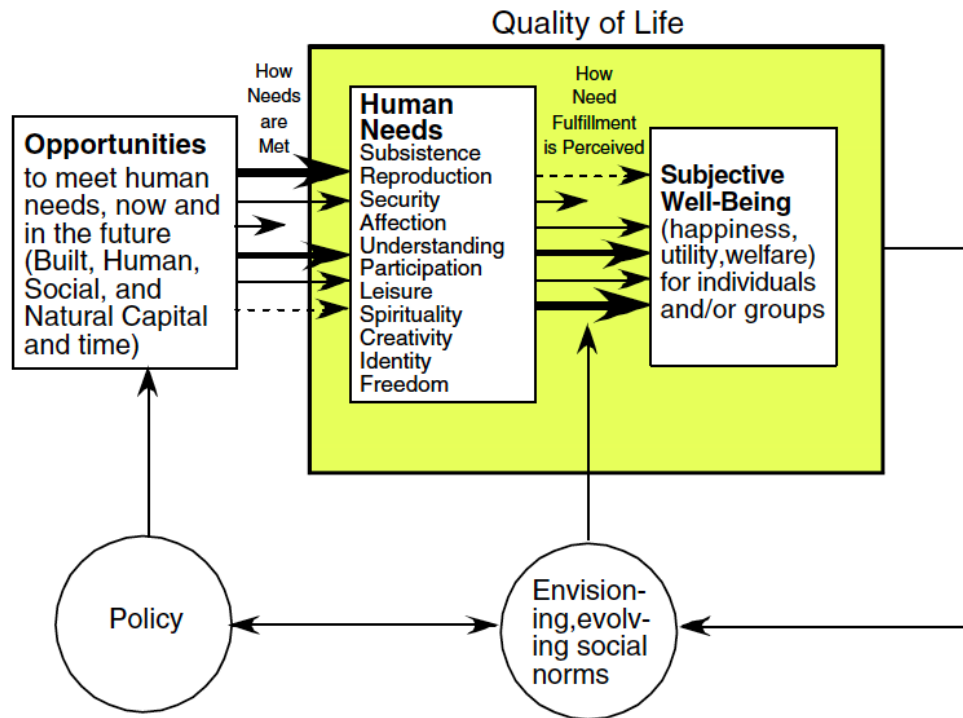 Quality of Life
How
Needs
are
Met
How
Need
Fulfillment
is Perceived
Opportunities
to meet human
needs, now and
in the future
(Built, Human,
Social, and
Natural Capital
and time)
Human
Needs
Subsistence
Reproduction
Security
Affection
Understanding
Participation
Leisure
Spirituality
Creativity
Identity
Freedom
Subjective
Well-Being
(happiness,
utility,welfare)
for individuals
and/or groups
Policy
Envision-
ing,evolv-
ing social
norms